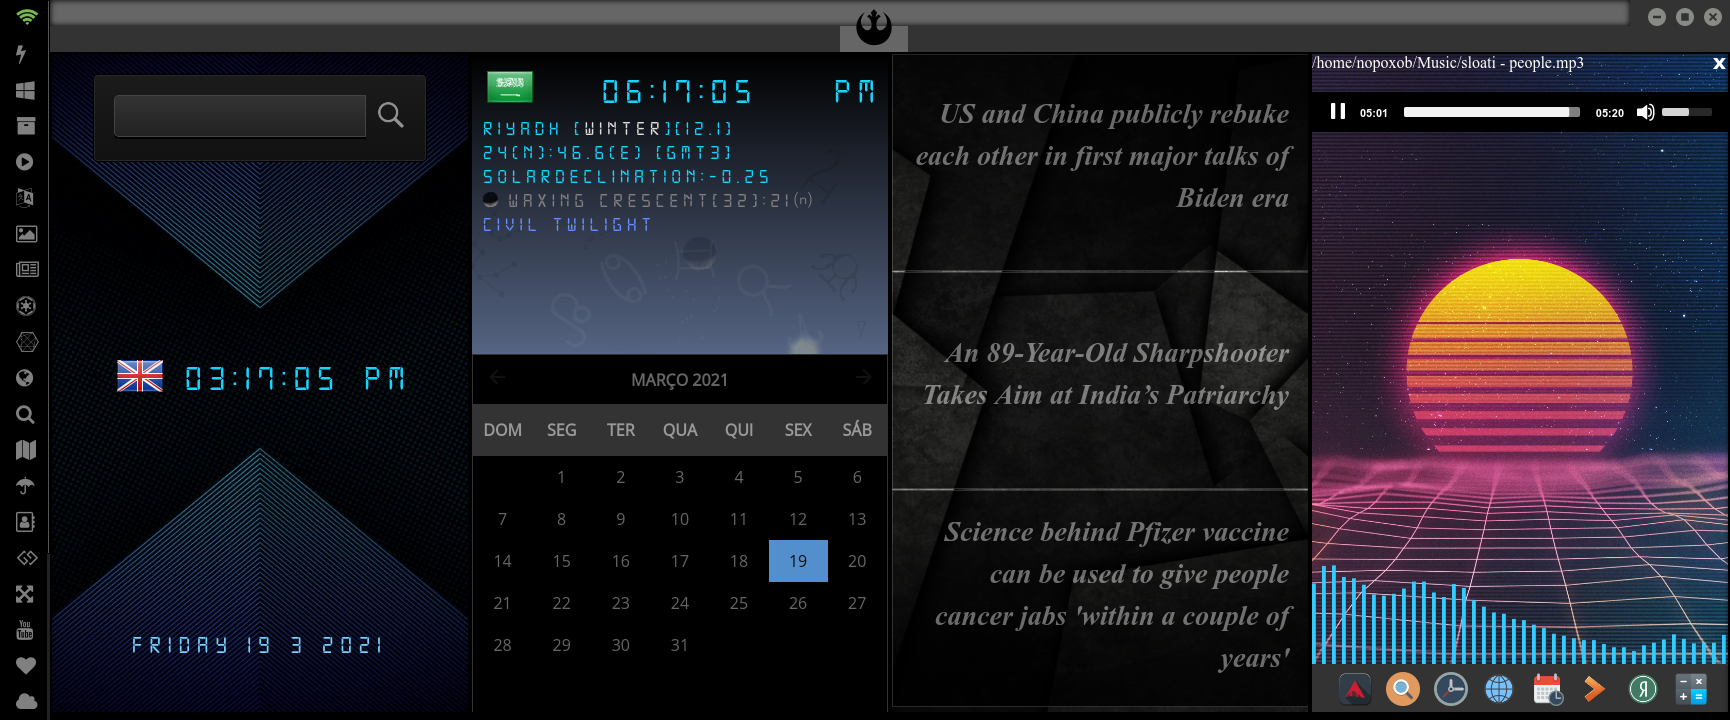 03:17:05 PM
FRIDAY 19 3 2021
06:17:05 PM
RIYADH [WINTER][12.1]
24(N):46.6(E) [GMT3]
SOLARDECLINATION:-0.25
WAXING CRESCENT(32):21(n)
CIVIL TWILIGHT
MARÇO 2021
DOM SEG TER QUA QUI SEX SÁB
1 2 3 4 5 6
7 8 9 10 11 12 13
14 15 16 17 18 19 20
21 22 23 24 25 26 27
28 29 30 31
US and China publicly rebuke
each other in first major talks of
Biden era
An 89-Year-Old Sharpshooter
Takes Aim at India’s Patriarchy
Science behind Pfizer vaccine
can be used to give people
cancer jabs 'within a couple of
years'
/home/nopoxob/Music/sloati - people.mp3
x
05:01 05:20
You
Tube
Я